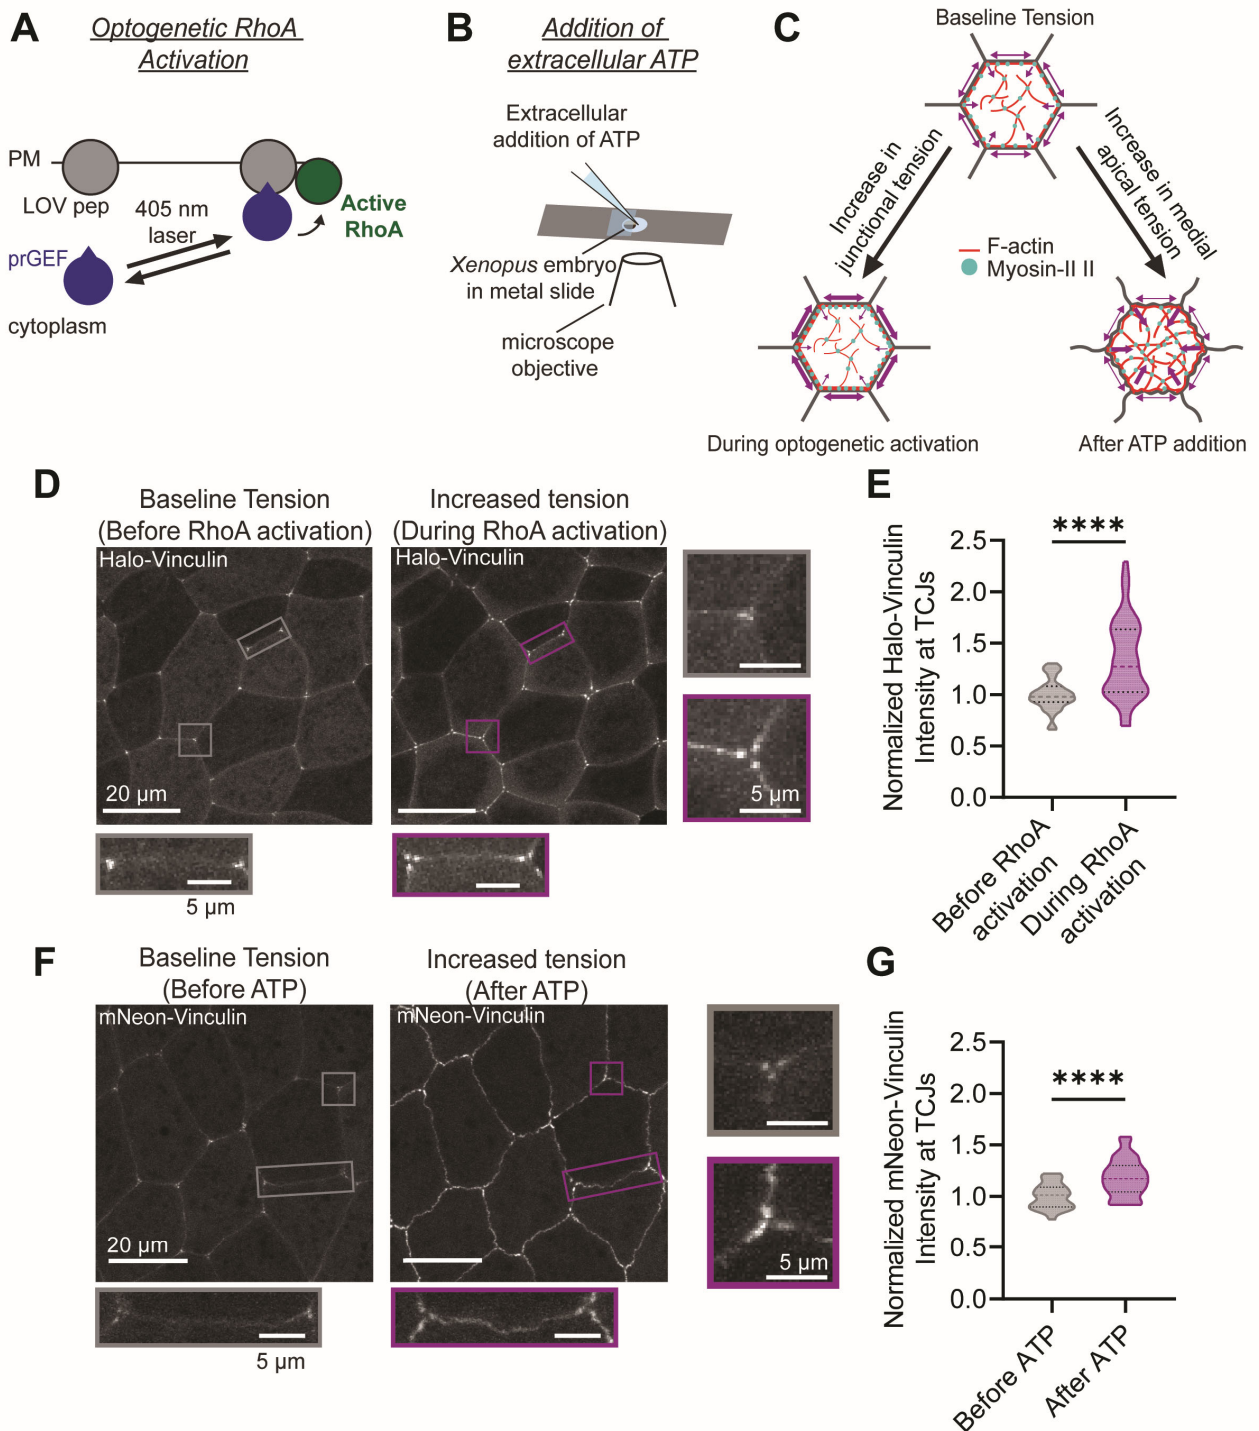 A
Optogenetic RhoA
Activation
PM
LOV pep
405 nm
laser
Active
RhoA
prGEF
cytoplasm
B
Addition of
extracellular ATP
Extracellular
addition of ATP
Xenopus embryo
in metal slide
microscope
objective
C
Baseline Tension
Increase in
junctional tension
Increase in medial
apical tension
F-actin
Myosin-II II
During optogenetic activation
After ATP addition
D
Baseline Tension
(Before RhoA activation)
Increased tension
(During RhoA activation)
Halo-Vinculin
Halo-Vinculin
20 µm
5 µm
5 µm
E
Normalized Halo-Vinculin
Intensity at TCJs
****
2.5
2.0
1.5
1.0
0.5
0.0
Before RhoA
activation
During RhoA
activation
F
Baseline Tension
(Before ATP)
Increased tension
(After ATP)
mNeon-Vinculin
mNeon-Vinculin
20 µm
5 µm
5 µm
G
Normalized mNeon-Vinculin
Intensity at TCJs
****
2.5
2.0
1.5
1.0
0.5
0.0
Before ATP
After ATP